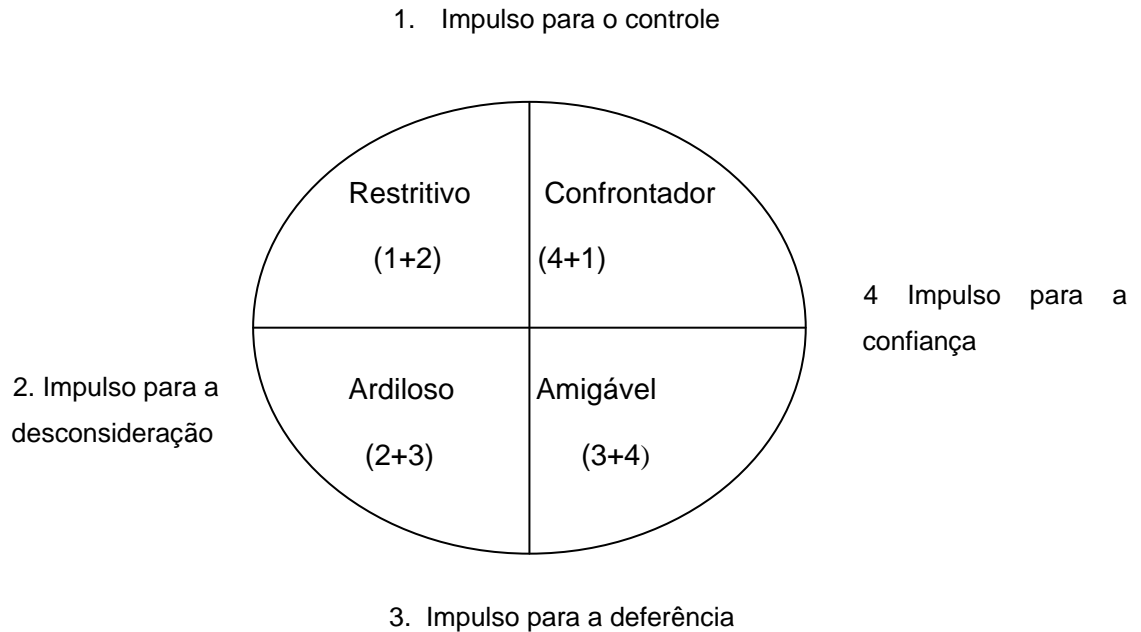 1. Impulso para o controle
Restritivo
(1+2)
Confrontador
(4+1)
4 Impulso para a
confiança
2. Impulso para a
desconsideração
Ardiloso
(2+3)
Amigável
(3+4)
3. Impulso para a deferência